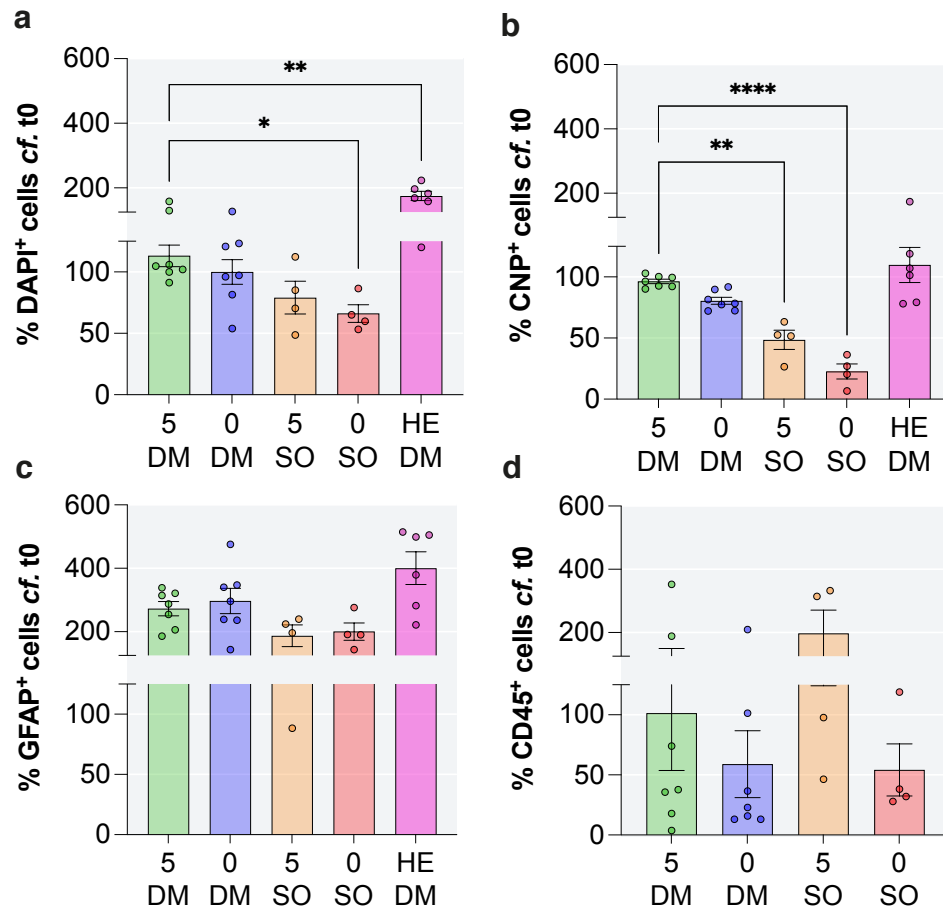 a
% DAPI+ cells cf. t0
600
400
200
100
50
0
**
*
5 0 5 0 HE
DM DM SO SO DM
b
% CNP+ cells cf. t0
600
400
200
100
50
0
****
**
5 0 5 0 HE
DM DM SO SO DM
c
% GFAP+ cells cf. t0
600
400
200
100
50
0
5 0 5 0 HE
DM DM SO SO DM
d
% CD45+ cells cf. t0
600
400
200
100
50
0
5 0 5 0
DM DM SO SO